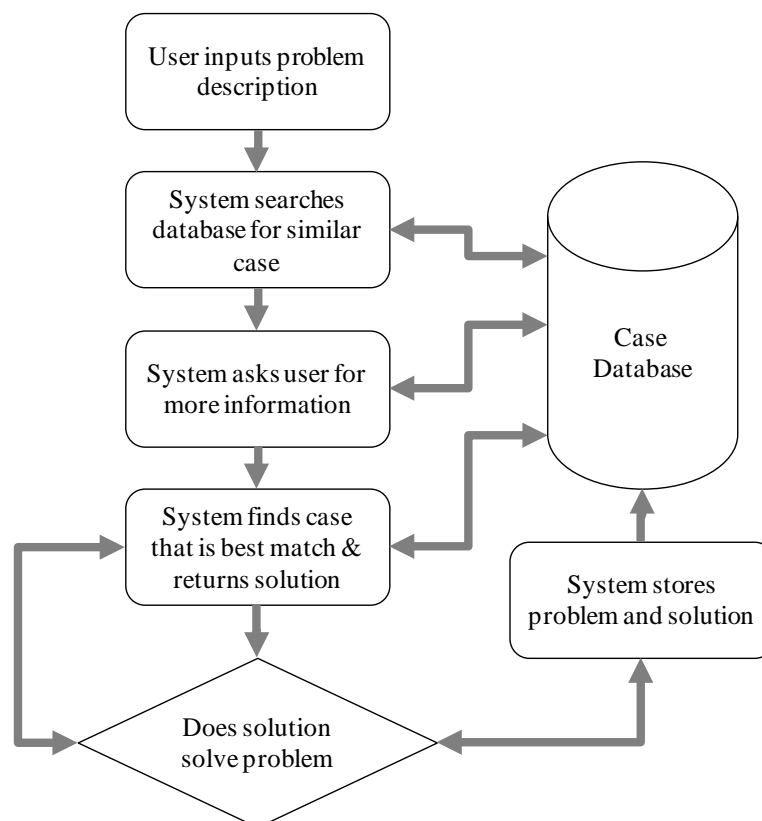 User inputs problem
description
System searches
database for similar
case
System asks user for
more information
System finds case
that is best match &
returns solution
Does solution
solve problem
Case
Database
System stores
problem and solution